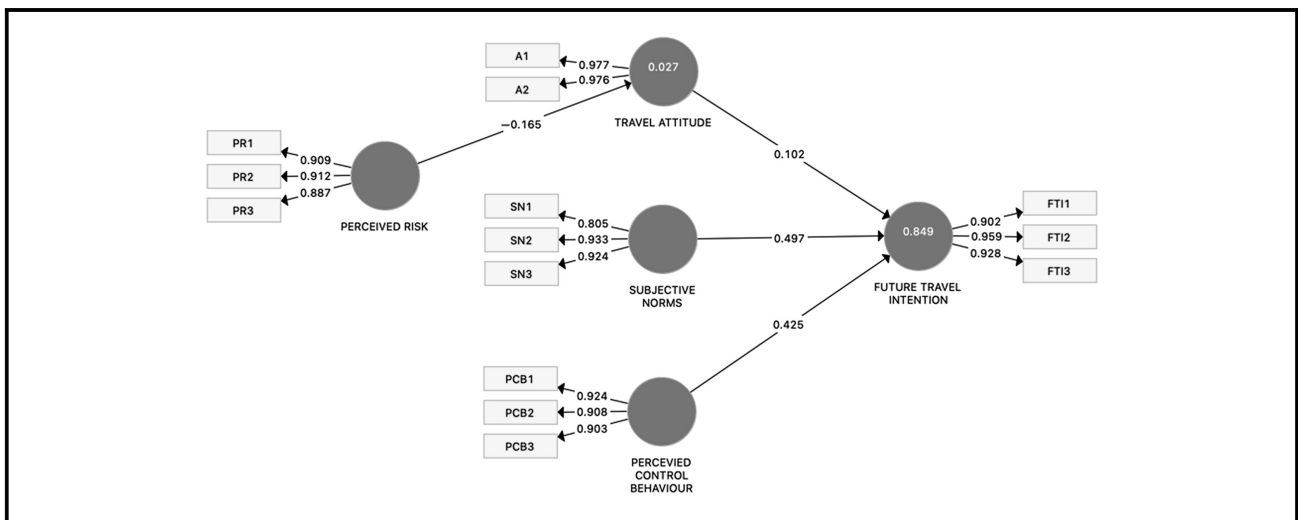 A1
0.977
0.976
A2
0.027
TRAVEL ATTITUDE
−0.165
PR1
0.909
PR2
0.912
0.887
PR3
PERCEIVED RISK
0.102
SN1
0.805
SN2
0.933
0.924
SN3
SUBJECTIVE
NORMS
0.497
0.849
FUTURE TRAVEL
INTENTION
0.902
FTI1
0.959
FTI2
0.928
FTI3
0.425
PCB1
0.924
PCB2
0.908
0.903
PCB3
PERCEVIED
CONTROL
BEHAVIOUR